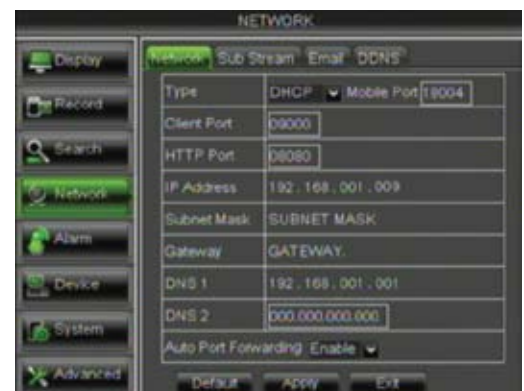 NETWORK
Display
Record
Search
Network
Alarm
Device
System
Advanced
Network Sub Stream Email DDNS
Type DHCP Mobile Port 18004
Client Port 09000
HTTP Port 08080
IP Address 192.168.001.009
Subnet Mask SUBNET MASK
Gateway GATEWAY.
DNS 1 192.168.001.001
DNS 2 000.000.000.000
Auto Port Forwarding Enable
Default Apply Exit